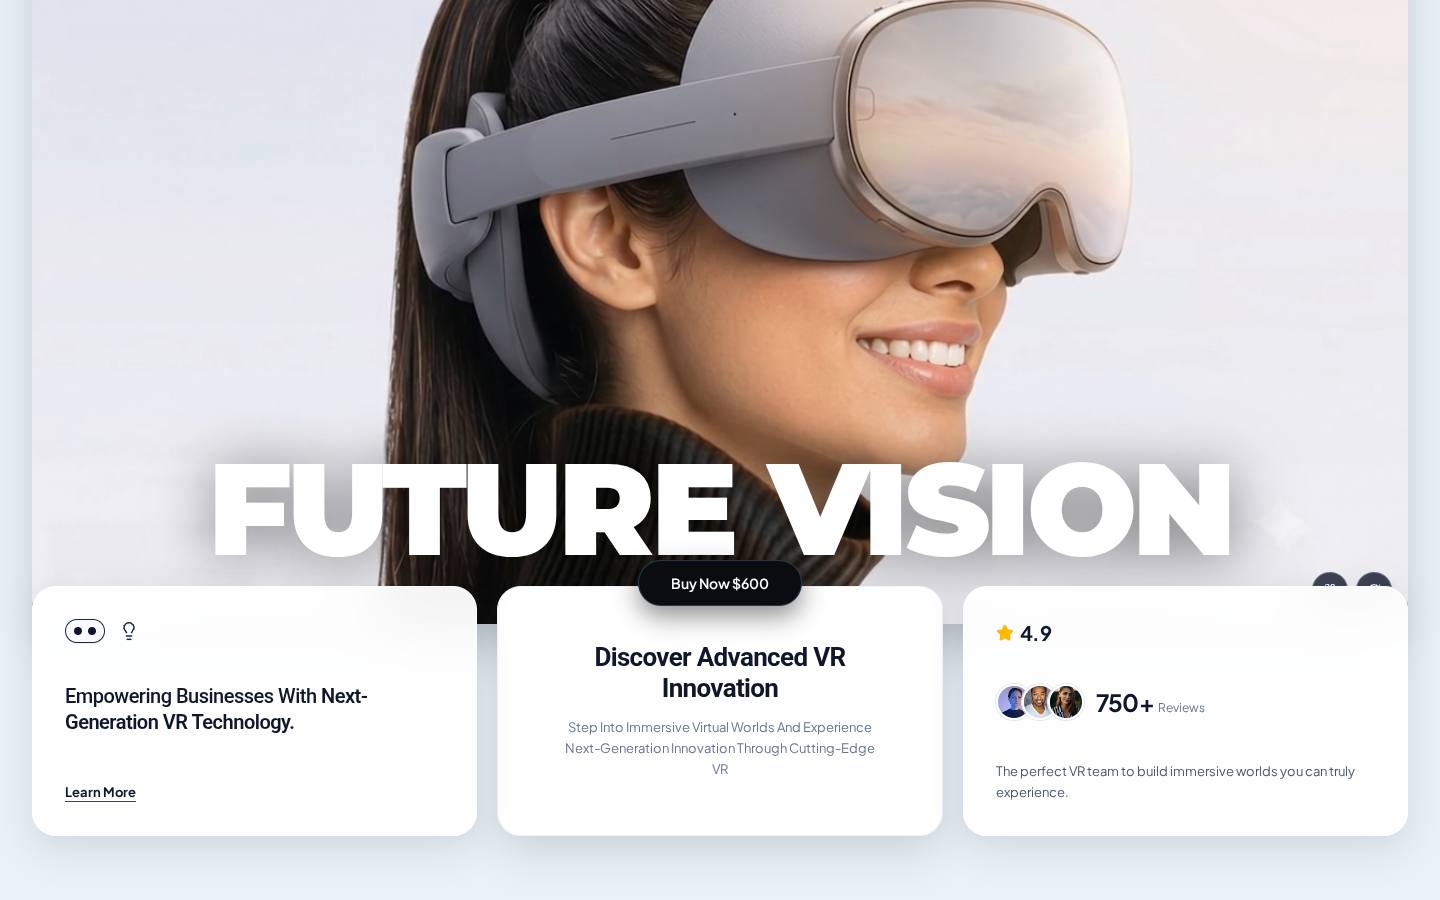 FUTURE VISION
Buy Now $600
Empowering Businesses With Next-
Generation VR Technology.
Learn More
Discover Advanced VR
Innovation
Step Into Immersive Virtual Worlds And Experience
Next-Generation Innovation Through Cutting-Edge
VR
4.9
750+ Reviews
The perfect VR team to build immersive worlds you can truly
experience.